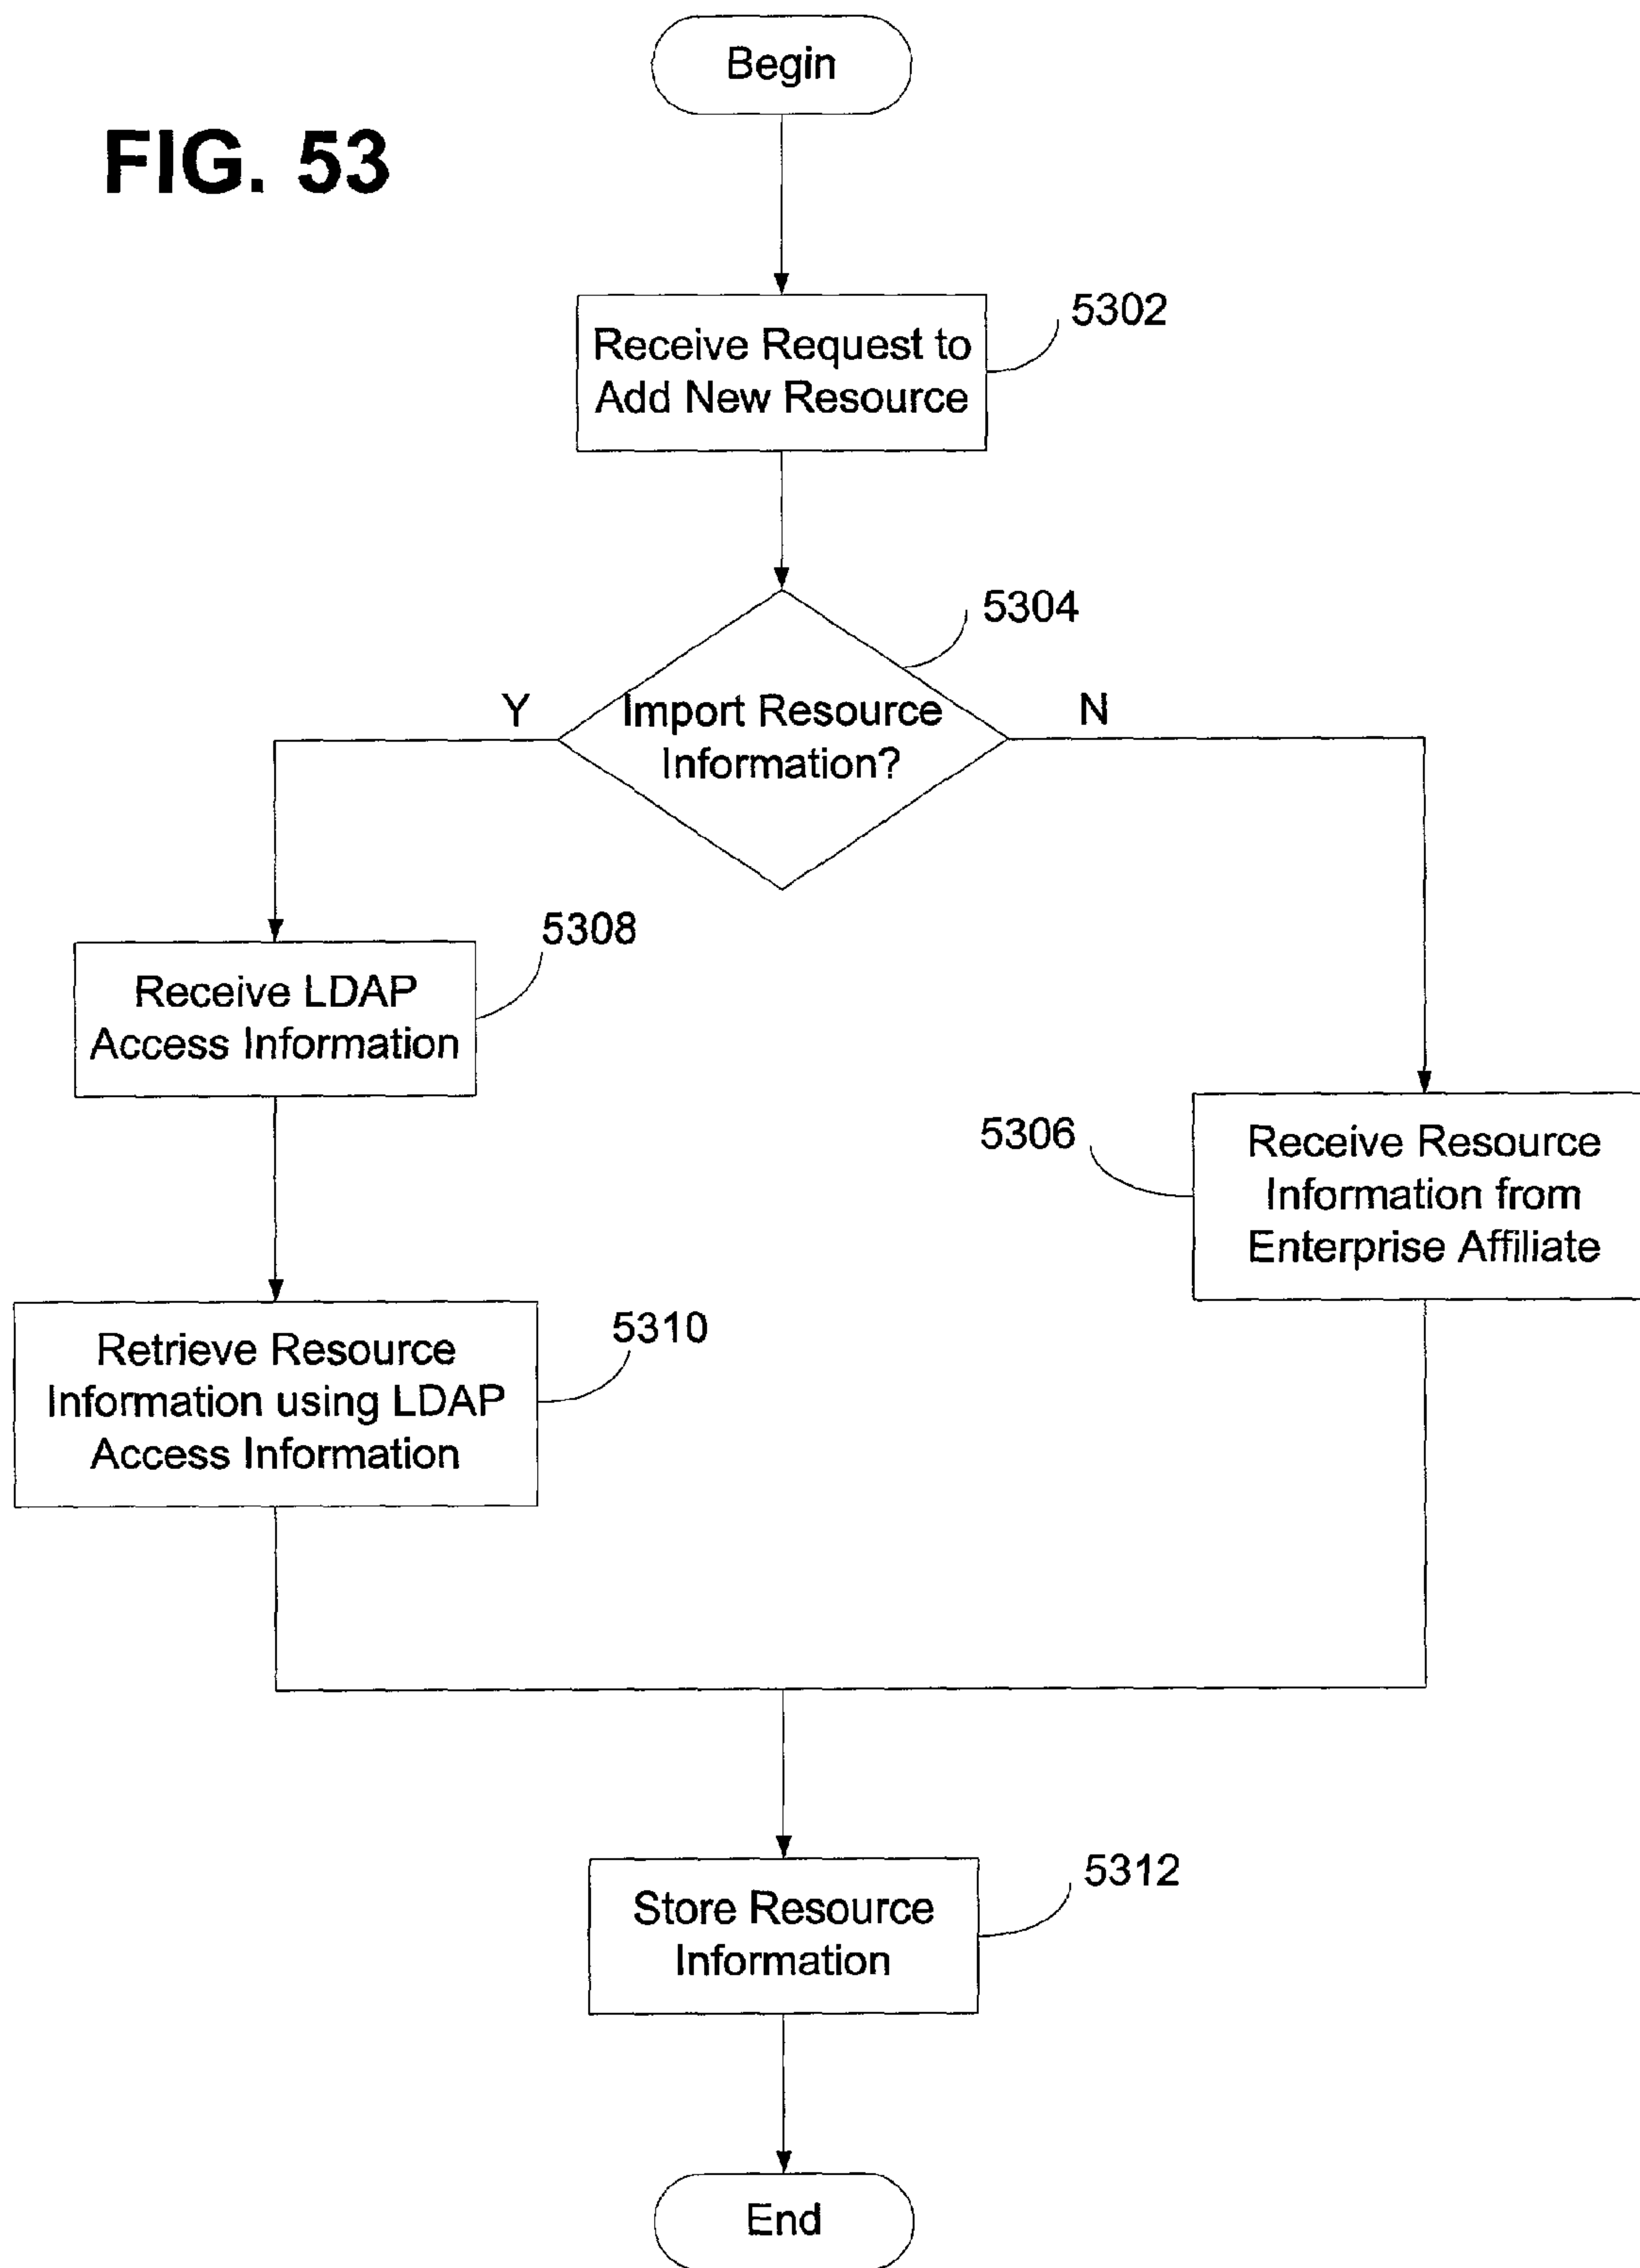 Begin
FIG. 53
5302
Receive Request to
Add New Resource
5304
Y
Import Resource
Information?
N
5308
Receive LDAP
Access Information
5306
Receive Resource
Information from
Enterprise Affiliate
5310
Retrieve Resource
Information using LDAP
Access Information
5312
Store Resource
Information
End